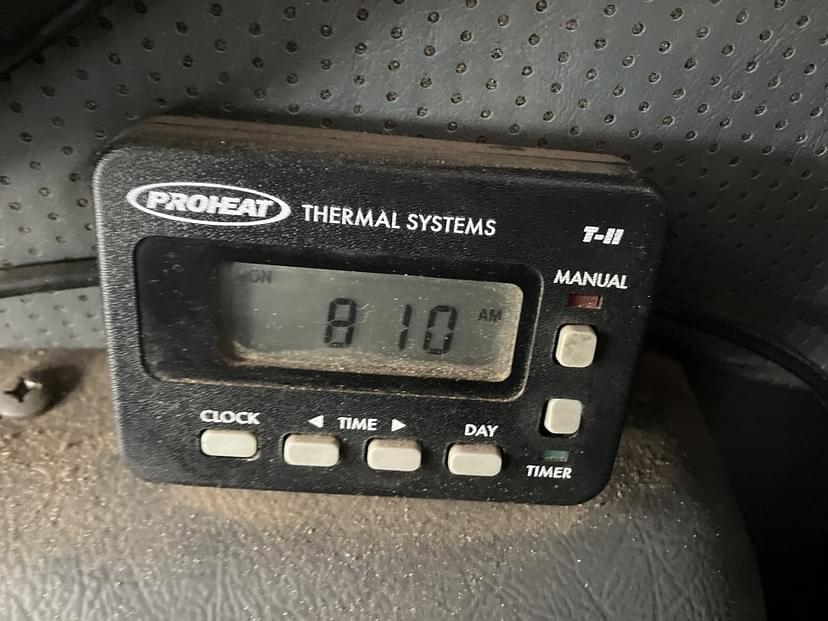 PROHEAT THERMAL SYSTEMS
T-II
MANUAL
MON
8 10 AM
CLOCK
◄ TIME ►
DAY
TIMER